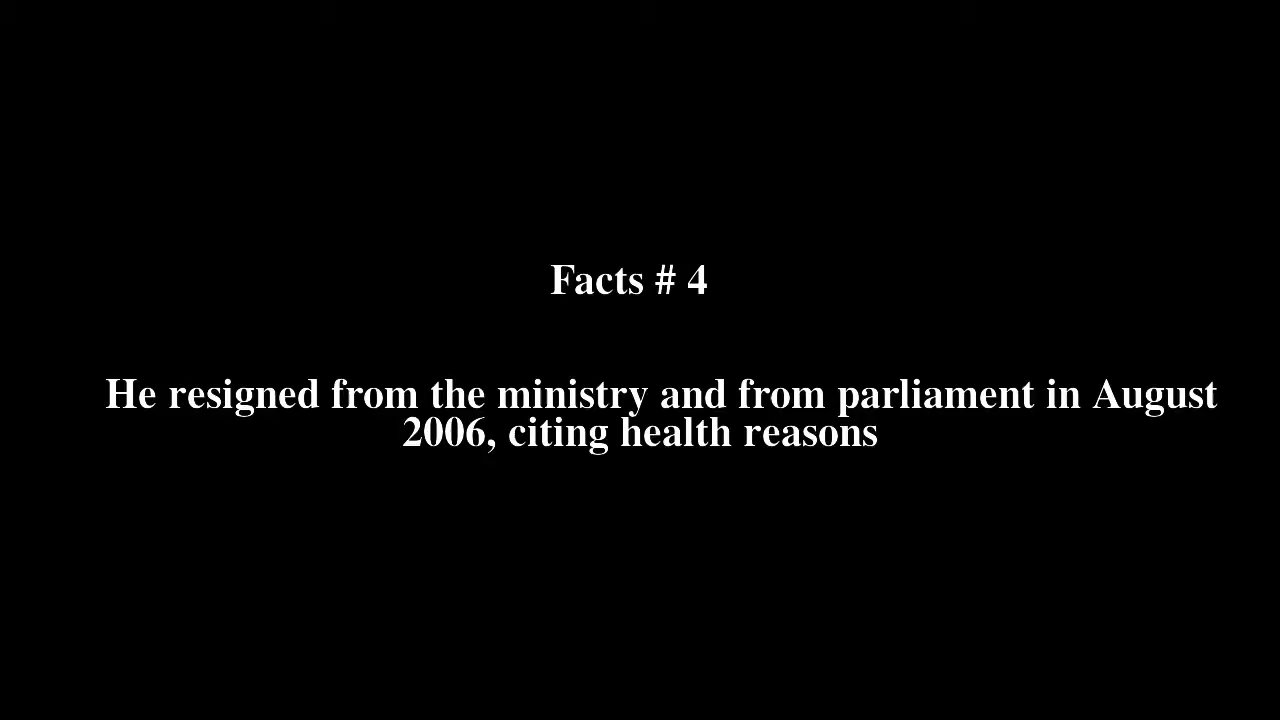 Facts # 4
He resigned from the ministry and from parliament in August
2006, citing health reasons